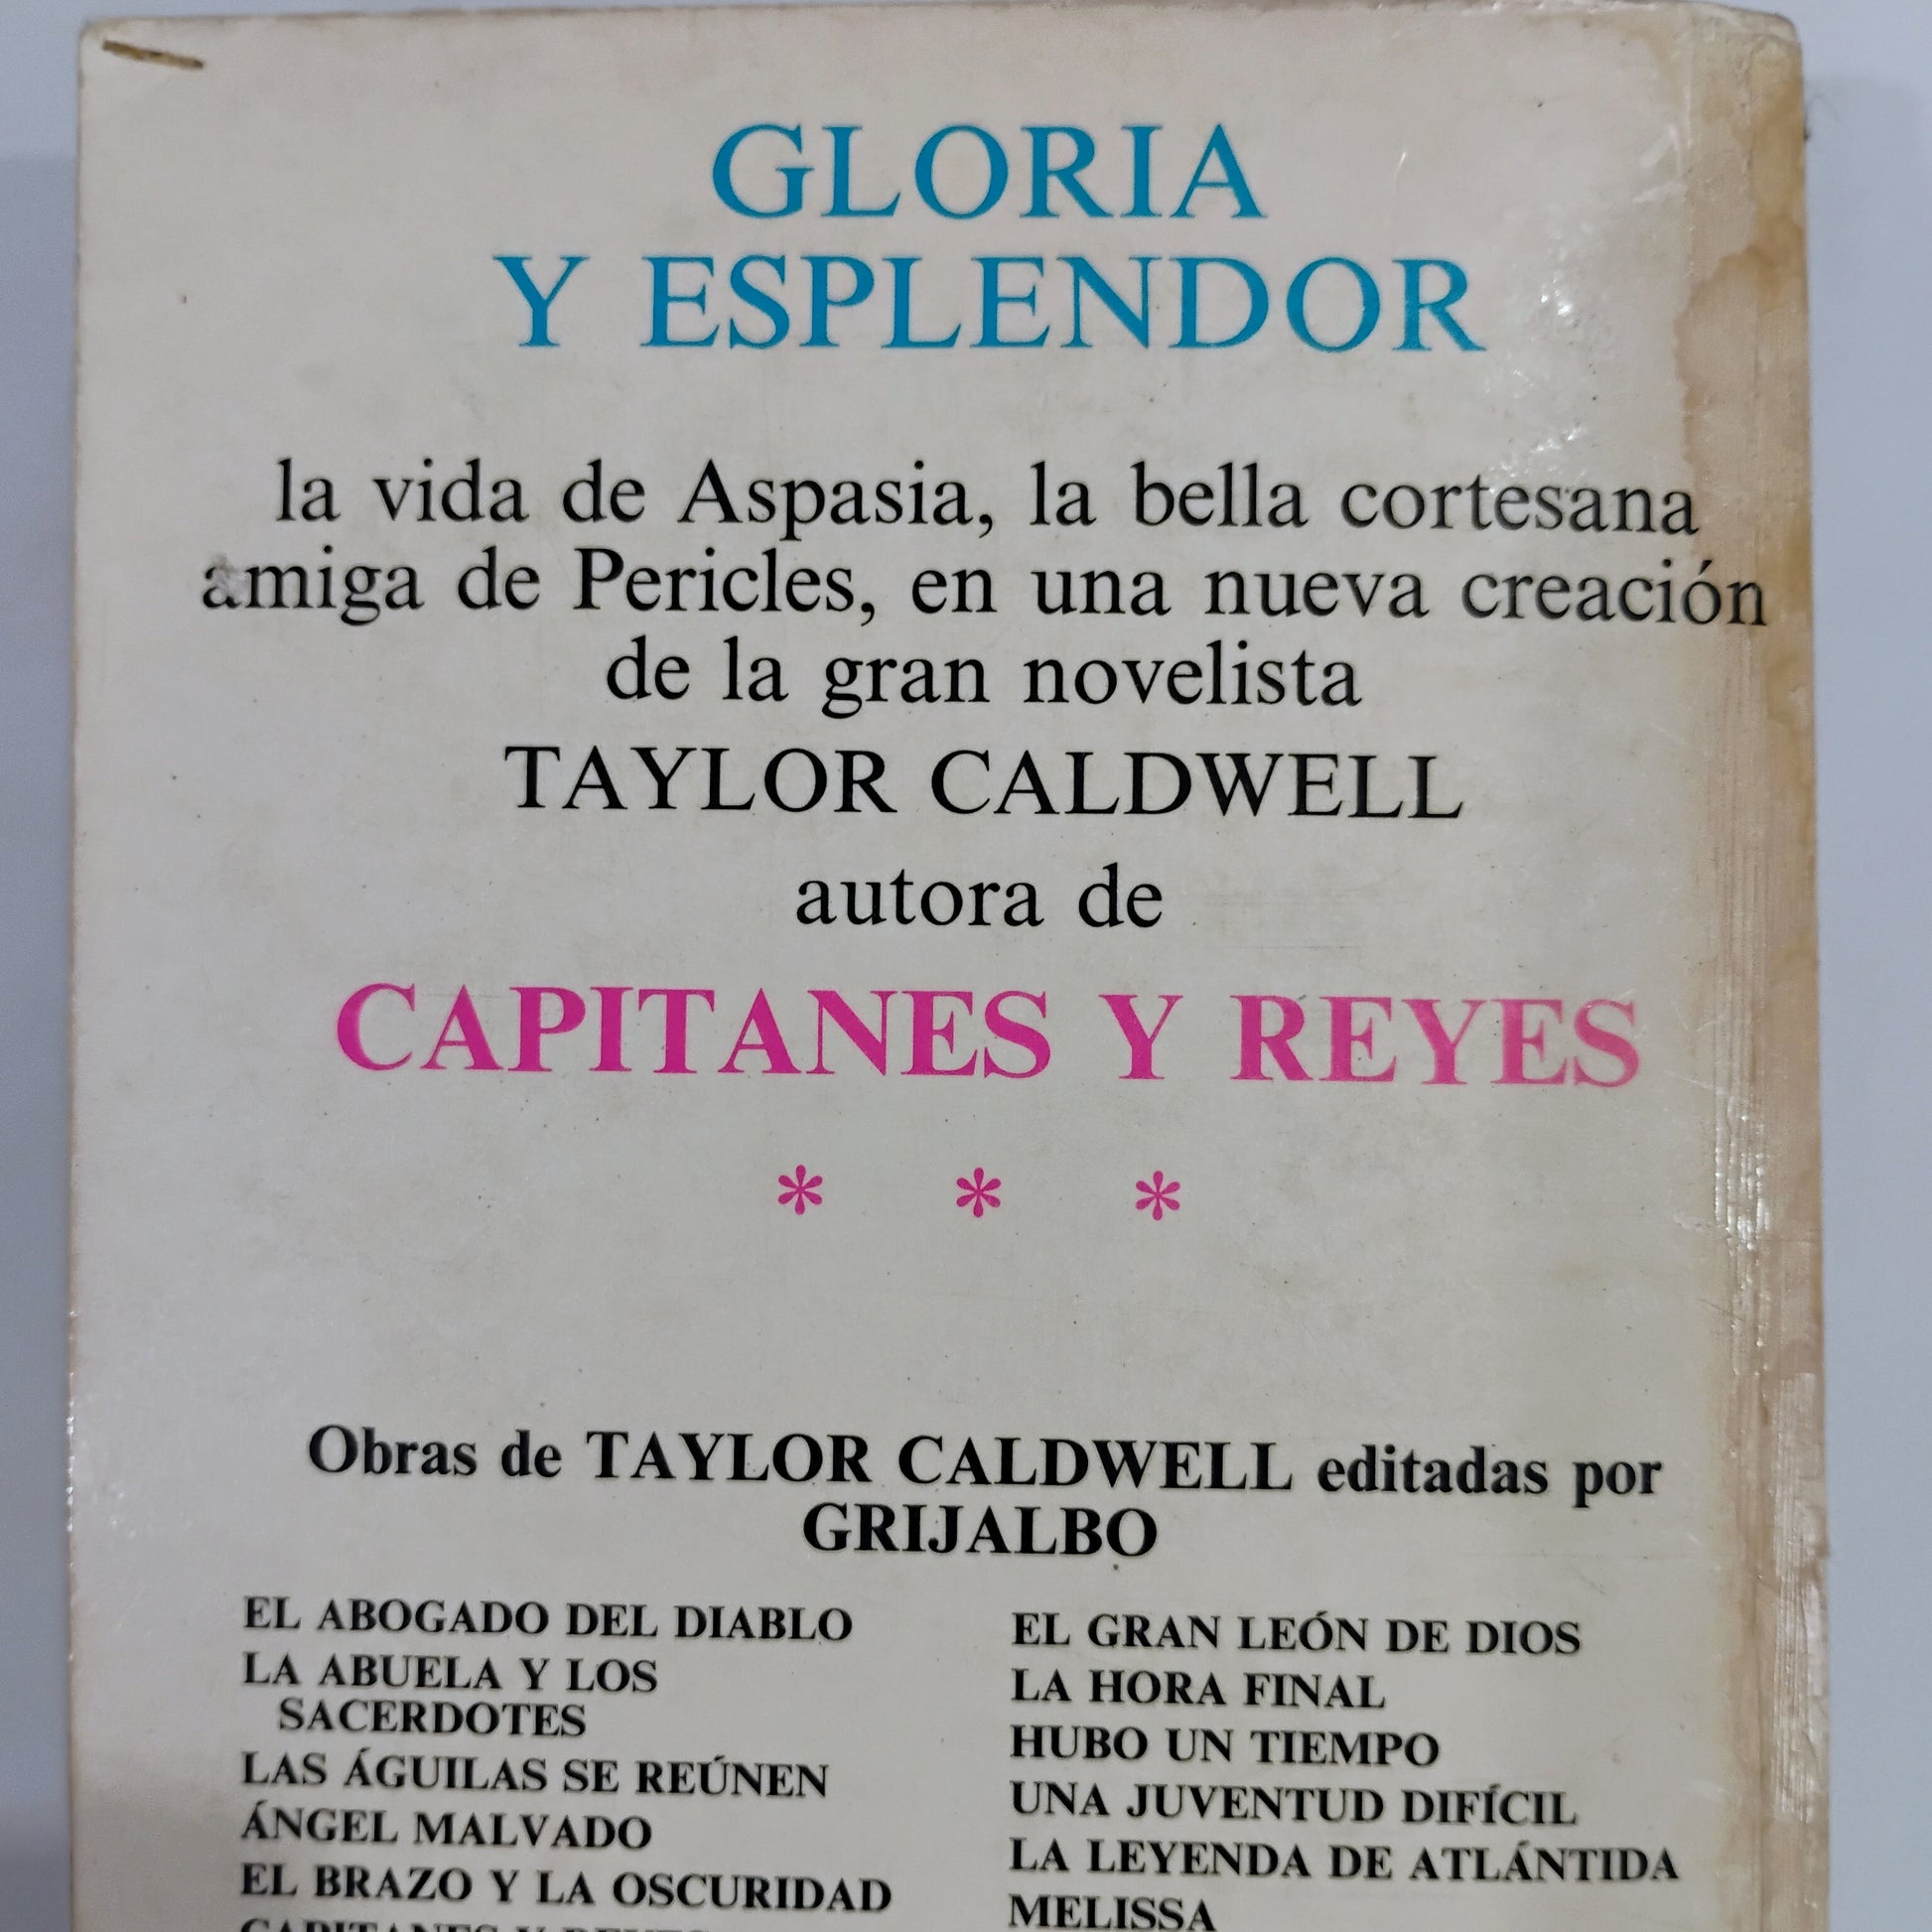 GLORIA
Y ESPLENDOR
la vida de Aspasia, la bella cortesana
amiga de Pericles, en una nueva creación
de la gran novelista
TAYLOR CALDWELL
autora de
CAPITANES Y REYES
* * *
Obras de TAYLOR CALDWELL editadas por
GRIJALBO
EL ABOGADO DEL DIABLO
LA ABUELA Y LOS
SACERDOTES
LAS ÁGUILAS SE REÚNEN
ÁNGEL MALVADO
EL BRAZO Y LA OSCURIDAD
CAPITANES Y REYES
EL GRAN LEÓN DE DIOS
LA HORA FINAL
HUBO UN TIEMPO
UNA JUVENTUD DIFÍCIL
LA LEYENDA DE ATLÁNTIDA
MELISSA